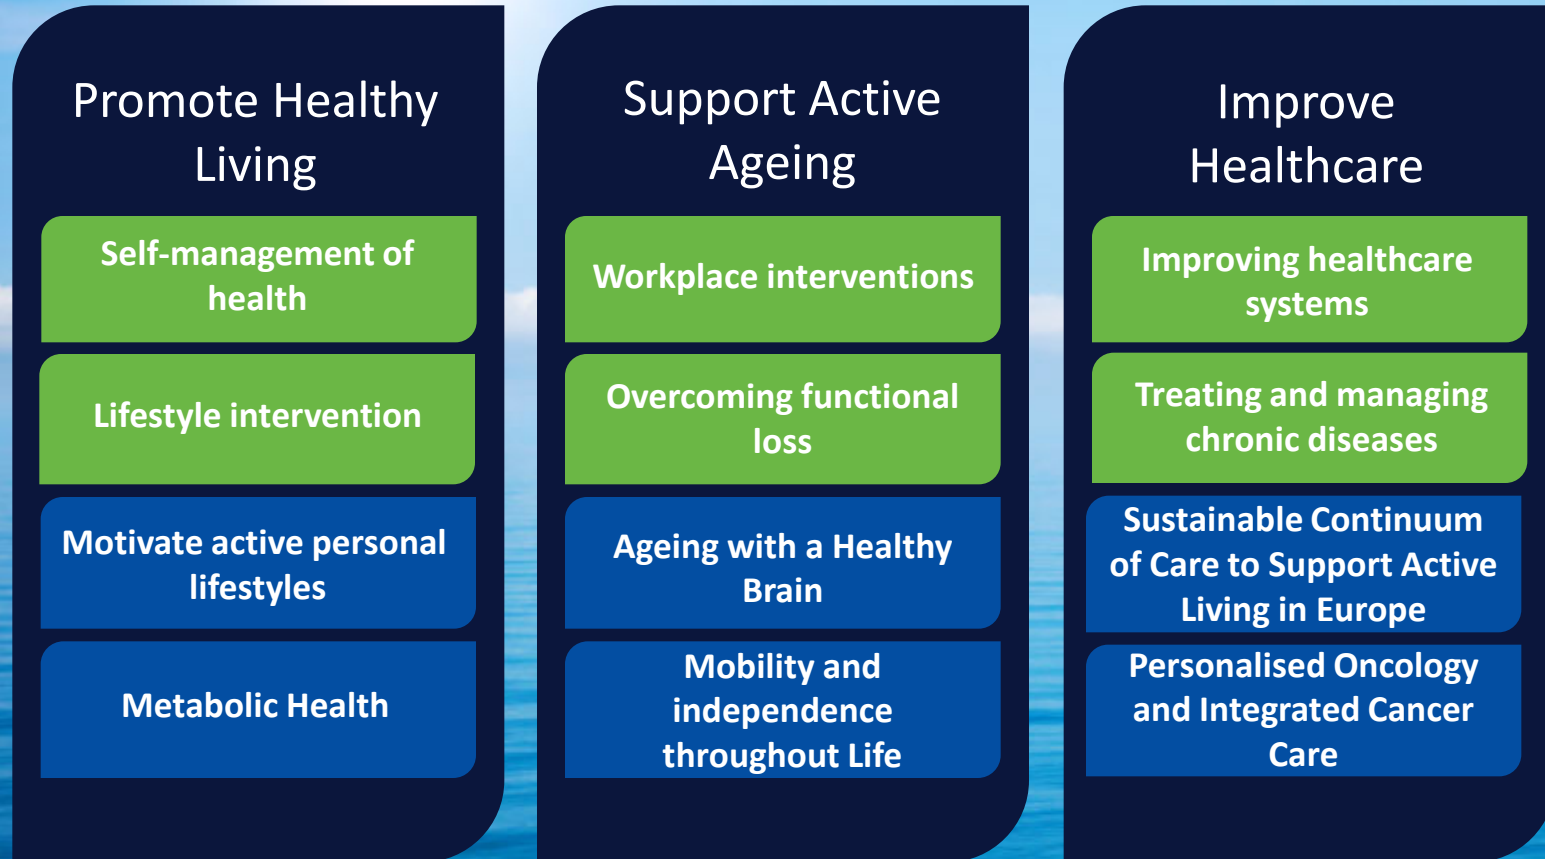 Promote Healthy
Living
Self-management of
health
Lifestyle intervention
Motivate active personal
lifestyles
Metabolic Health
Support Active
Ageing
Workplace interventions
Overcoming functional
loss
Ageing with a Healthy
Brain
Mobility and
independence
throughout Life
Improve
Healthcare
Improving healthcare
systems
Treating and managing
chronic diseases
Sustainable Continuum
of Care to Support Active
Living in Europe
Personalised Oncology
and Integrated Cancer
Care